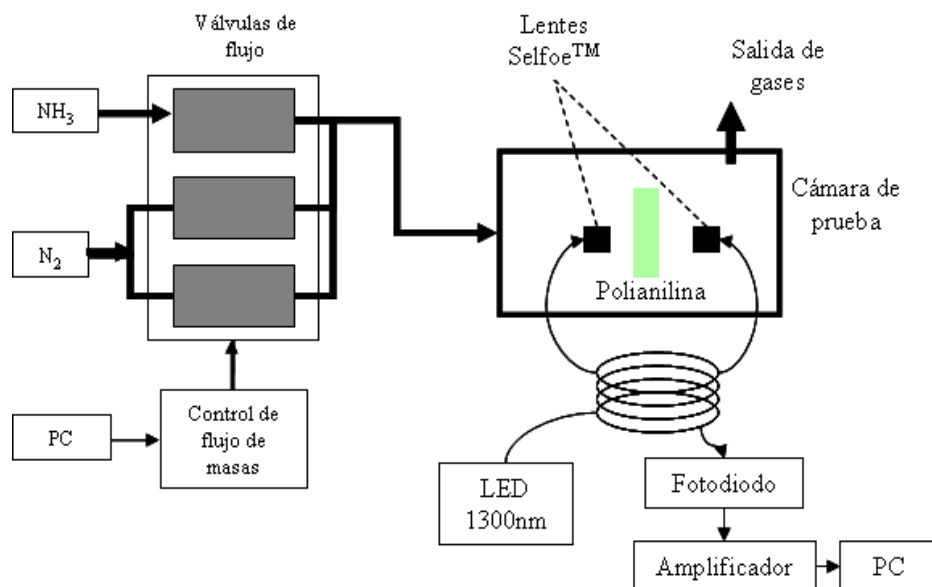 Válvulas de
flujo
NH3
N2
PC
Control de
flujo de
masas
Lentes
Selfoe™
Salida de
gases
Cámara de
prueba
Polianilina
LED
1300nm
Fotodiodo
Amplificador
PC